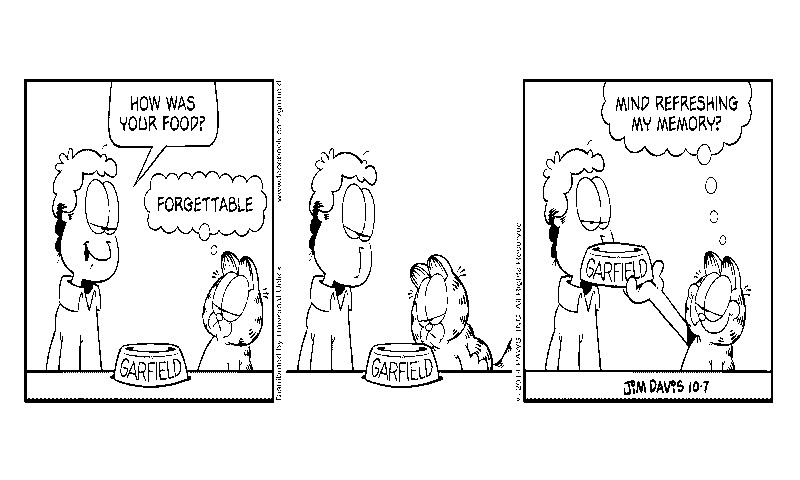 HOW WAS
YOUR FOOD?
FORGETTABLE
GARFIELD
GARFIELD
MIND REFRESHING
MY MEMORY?
GARFIELD
JIM DAVIS 10·7